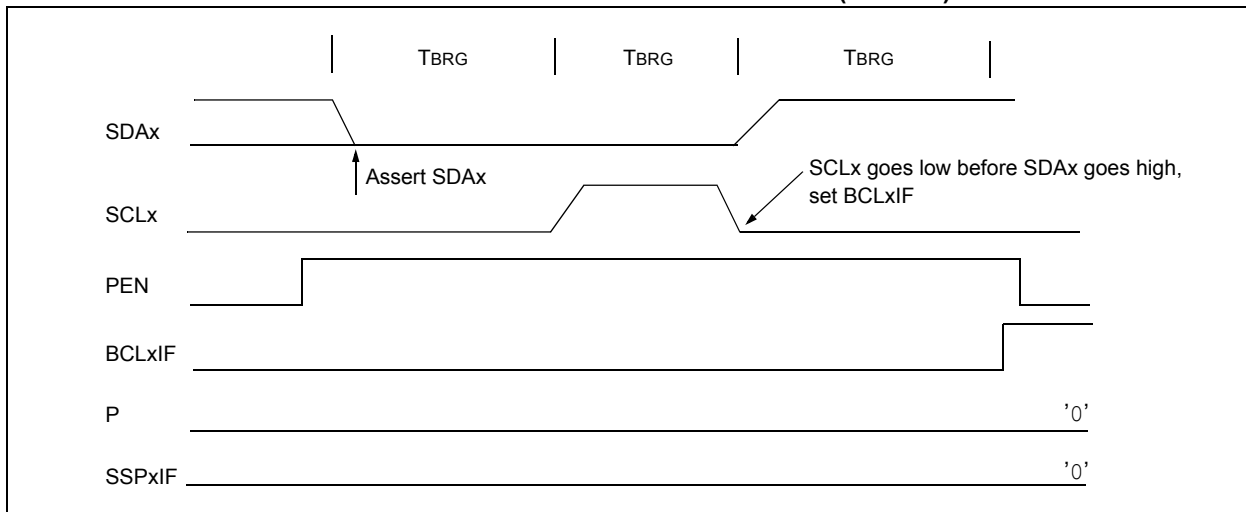 TBRG TBRG TBRG
SDAx
Assert SDAx
SCLx goes low before SDAx goes high,
set BCLxIF
SCLx
PEN
BCLxIF
P '0'
SSPxIF '0'